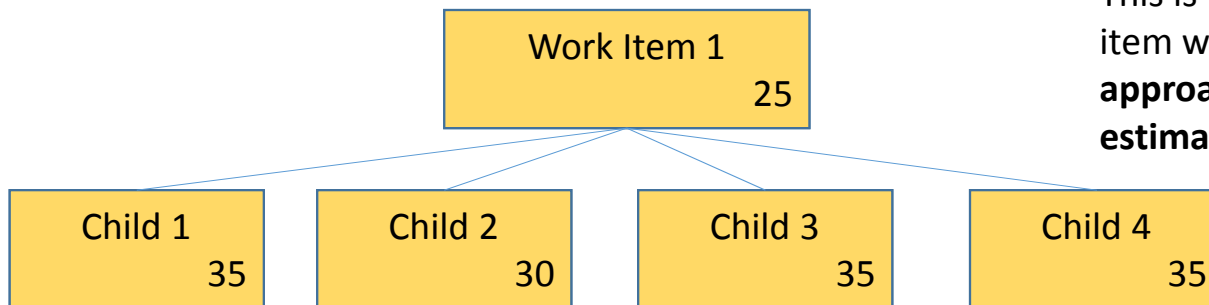 This is
item w
approa
estima
Work Item 1
25
Child 1
35
Child 2
30
Child 3
35
Child 4
35